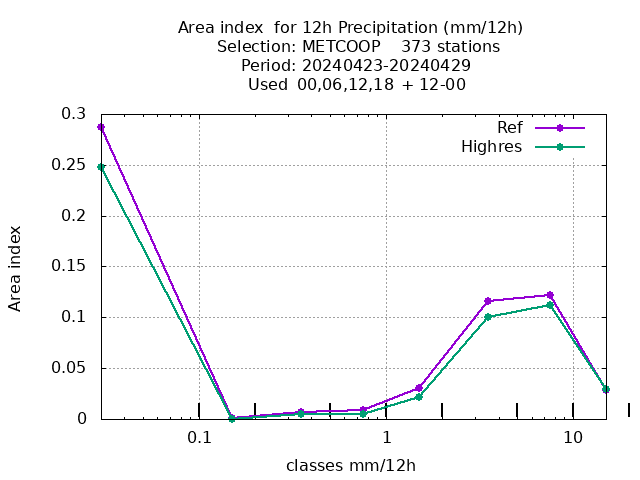 Area index  for 12h Precipitation (mm/12h)
Selection: METCOOP    373 stations
Period: 20240423-20240429
Used  00,06,12,18  + 12-00
Ref
Highres
0.3
0.25
0.2
0.15
0.1
0.05
0
Area index
0.1 1 10
classes mm/12h